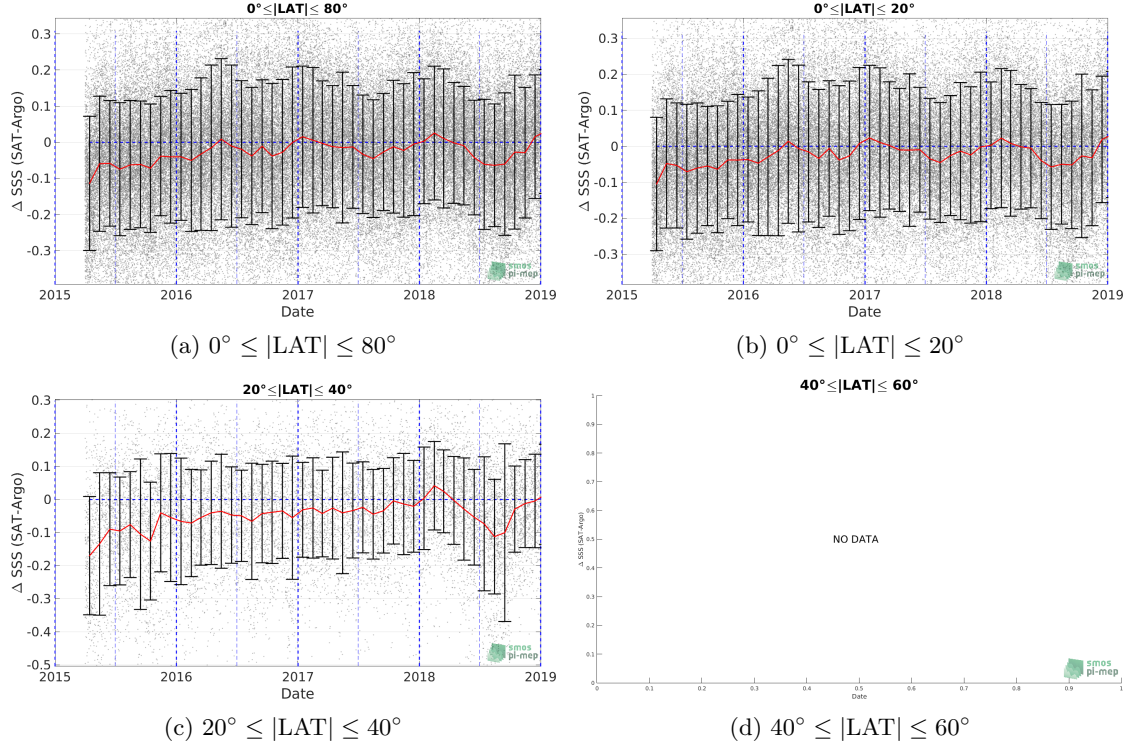 0°≤|LAT|≤ 80°
Δ SSS (SAT-Argo)
0.3
0.2
0.1
0
-0.1
-0.2
-0.3
2015 2016 2017 2018 2019
Date
smos
pi-mep
(a) 0° ≤ |LAT| ≤ 80°
0°≤|LAT|≤ 20°
Δ SSS (SAT-Argo)
0.3
0.2
0.1
0
-0.1
-0.2
-0.3
2015 2016 2017 2018 2019
Date
smos
pi-mep
(b) 0° ≤ |LAT| ≤ 20°
20°≤|LAT|≤ 40°
Δ SSS (SAT-Argo)
0.3
0.2
0.1
0
-0.1
-0.2
-0.3
-0.4
-0.5
2015 2016 2017 2018 2019
Date
smos
pi-mep
(c) 20° ≤ |LAT| ≤ 40°
40°≤|LAT|≤ 60°
Δ SSS (SAT-Argo)
1
0.9
0.8
0.7
0.6
0.5
0.4
0.3
0.2
0.1
0
NO DATA
0 0.1 0.2 0.3 0.4 0.5 0.6 0.7 0.8 0.9 1
Date
smos
pi-mep
(d) 40° ≤ |LAT| ≤ 60°